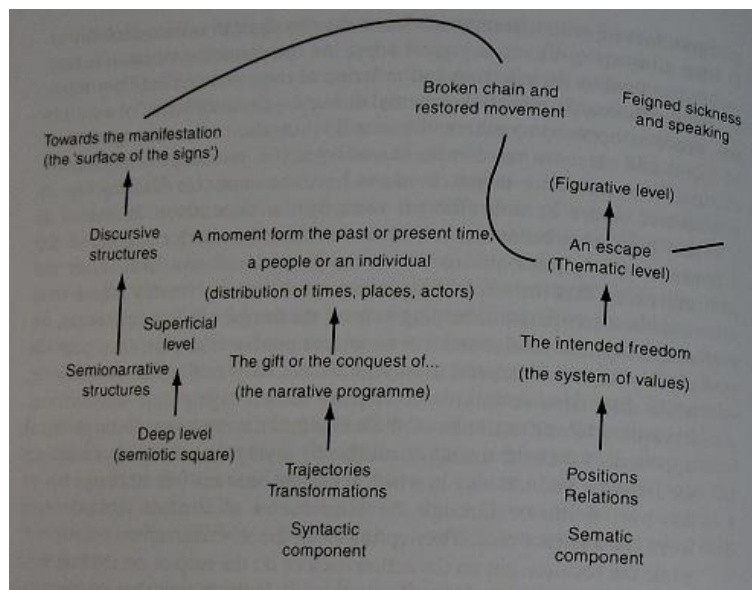 Broken chain and
restored movement
Feigned sickness
and speaking
Towards the manifestation
(the 'surface of the signs')
(Figurative level)
Discursive
structures
A moment form the past or present time,
a people or an individual
(distribution of times, places, actors)
An escape
(Thematic level)
Superficial
level
Semionarrative
structures
The gift or the conquest of...
(the narrative programme)
The intended freedom
(the system of values)
Deep level
(semiotic square)
Trajectories
Transformations
Positions
Relations
Syntactic
component
Sematic
component